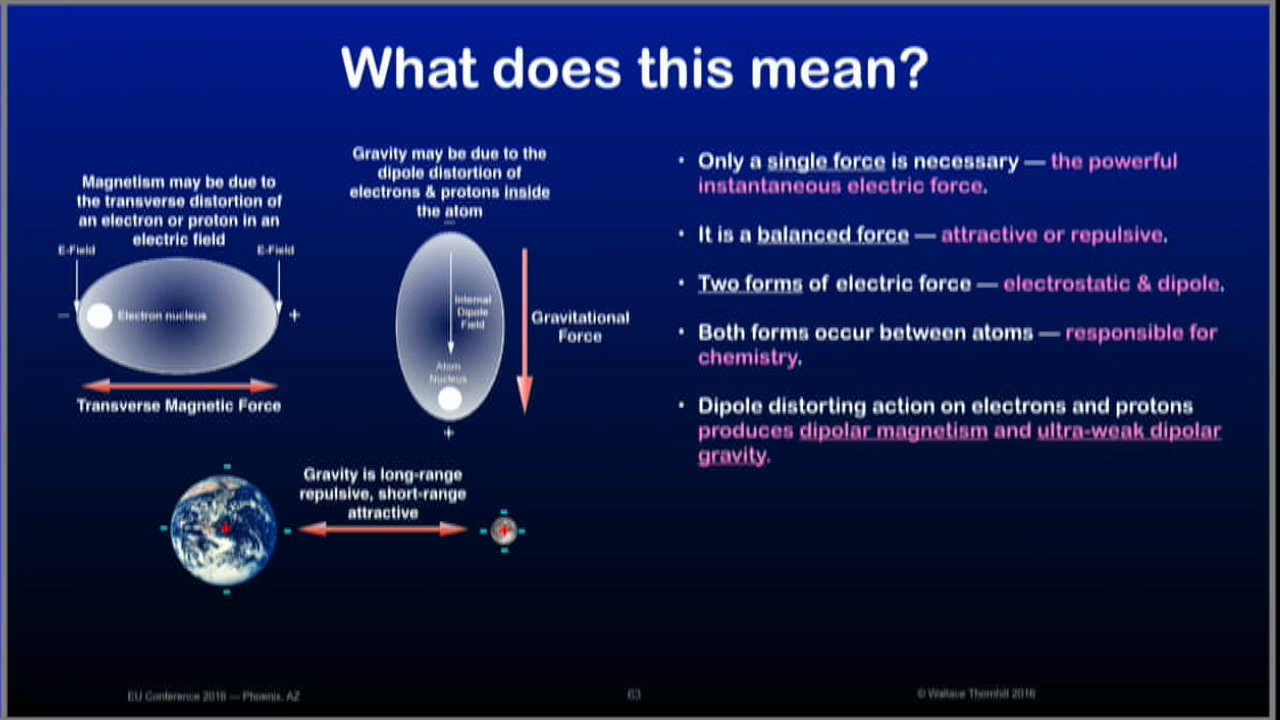 What does this mean?
Magnetism may be due to
the transverse distortion of
an electron or proton in an
electric field
E-Field
E-Field
−
Electron nucleus
+
Transverse Magnetic Force
Gravity may be due to the
dipole distortion of
electrons & protons inside
the atom
−
Internal
Dipole
Field
Atom
Nucleus
+
Gravitational
Force
Gravity is long-range
repulsive, short-range
attractive
• Only a single force is necessary — the powerful
instantaneous electric force.
• It is a balanced force — attractive or repulsive.
• Two forms of electric force — electrostatic & dipole.
• Both forms occur between atoms — responsible for
chemistry.
• Dipole distorting action on electrons and protons
produces dipolar magnetism and ultra-weak dipolar
gravity.
EU Conference 2016 — Phoenix, AZ
63
© Wallace Thornhill 2016